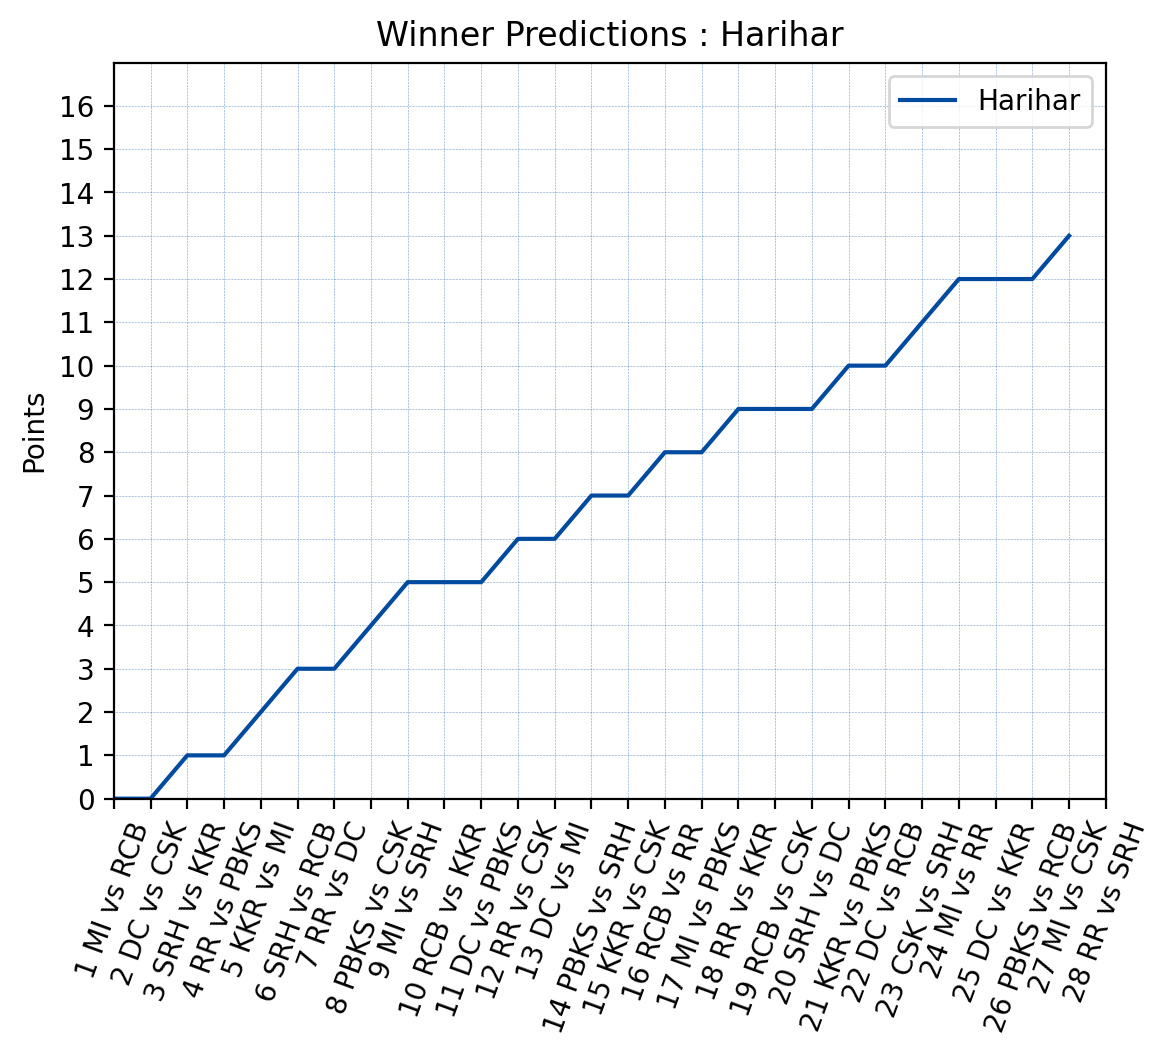 Winner Predictions : Harihar
Harihar
Points
16
15
14
13
12
11
10
9
8
7
6
5
4
3
2
1
0
1 MI vs RCB
2 DC vs CSK
3 SRH vs KKR
4 RR vs PBKS
5 KKR vs MI
6 SRH vs RCB
7 RR vs DC
8 PBKS vs CSK
9 MI vs SRH
10 RCB vs KKR
11 DC vs PBKS
12 RR vs CSK
13 DC vs MI
14 PBKS vs SRH
15 KKR vs CSK
16 RCB vs RR
17 MI vs PBKS
18 RR vs KKR
19 RCB vs CSK
20 SRH vs DC
21 KKR vs PBKS
22 DC vs RCB
23 CSK vs SRH
24 MI vs RR
25 DC vs KKR
26 PBKS vs RCB
27 MI vs CSK
28 RR vs SRH